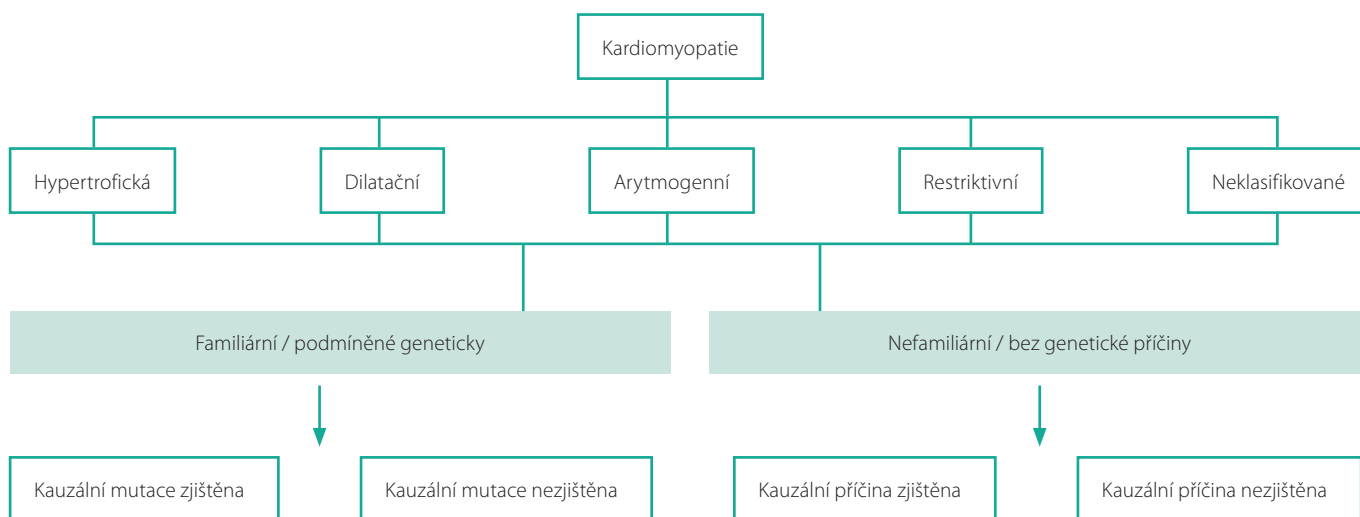 Kardiomyopatie
Hypertrofická
Dilatační
Arytmogenní
Restriktivní
Neklasifikované
Familiární / podmíněné geneticky
Nefamiliární / bez genetické příčiny
Kauzální mutace zjištěna
Kauzální mutace nezjištěna
Kauzální příčina zjištěna
Kauzální příčina nezjištěna